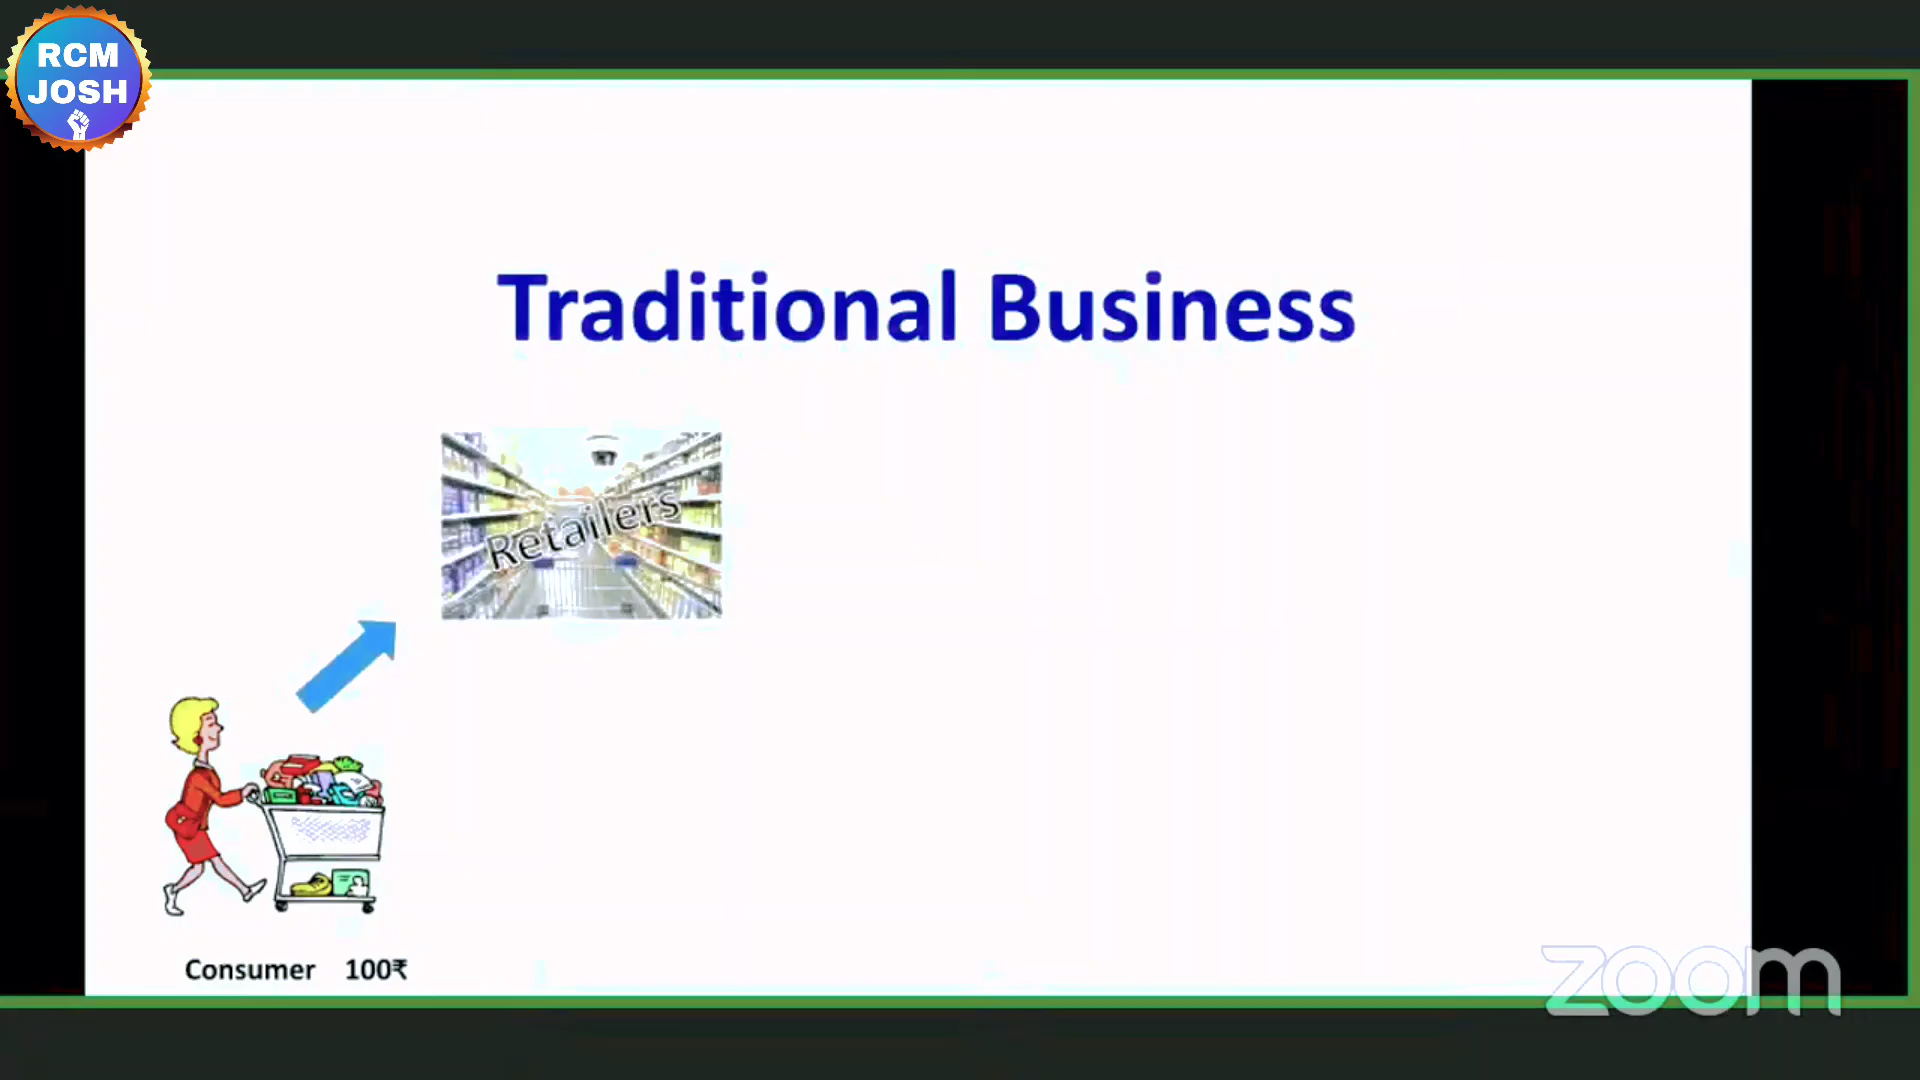 RCM
JOSH
Traditional Business
Retailers
Consumer 100₹
zoom